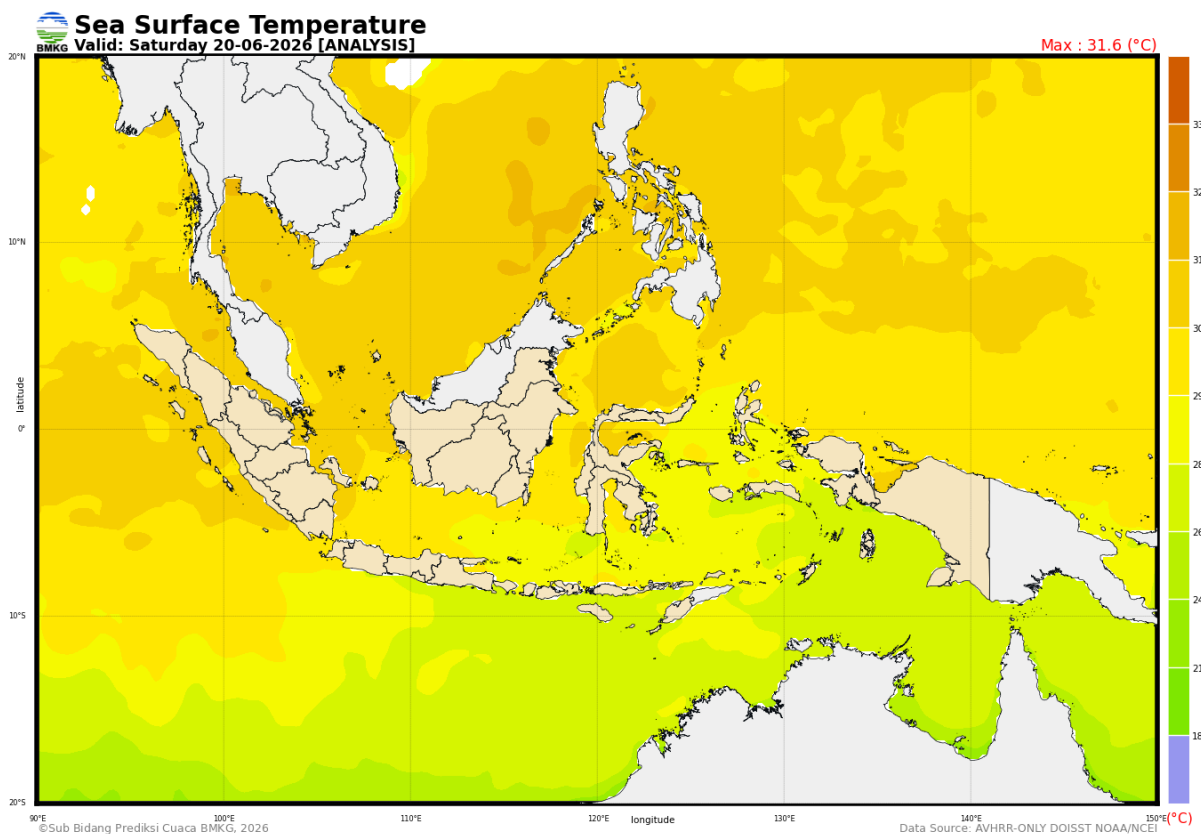 Sea Surface Temperature
BMKG
Valid: Saturday 20-06-2026 [ANALYSIS]
Max : 31.6 (°C)
20°N
10°N
0°
10°S
20°S
latitude
33
32
31
30
29
28
26
24
21
18
(°C)
90°E
100°E
110°E
120°E
130°E
140°E
150°E
longitude
©Sub Bidang Prediksi Cuaca BMKG, 2026
Data Source: AVHRR-ONLY DOISST NOAA/NCEI